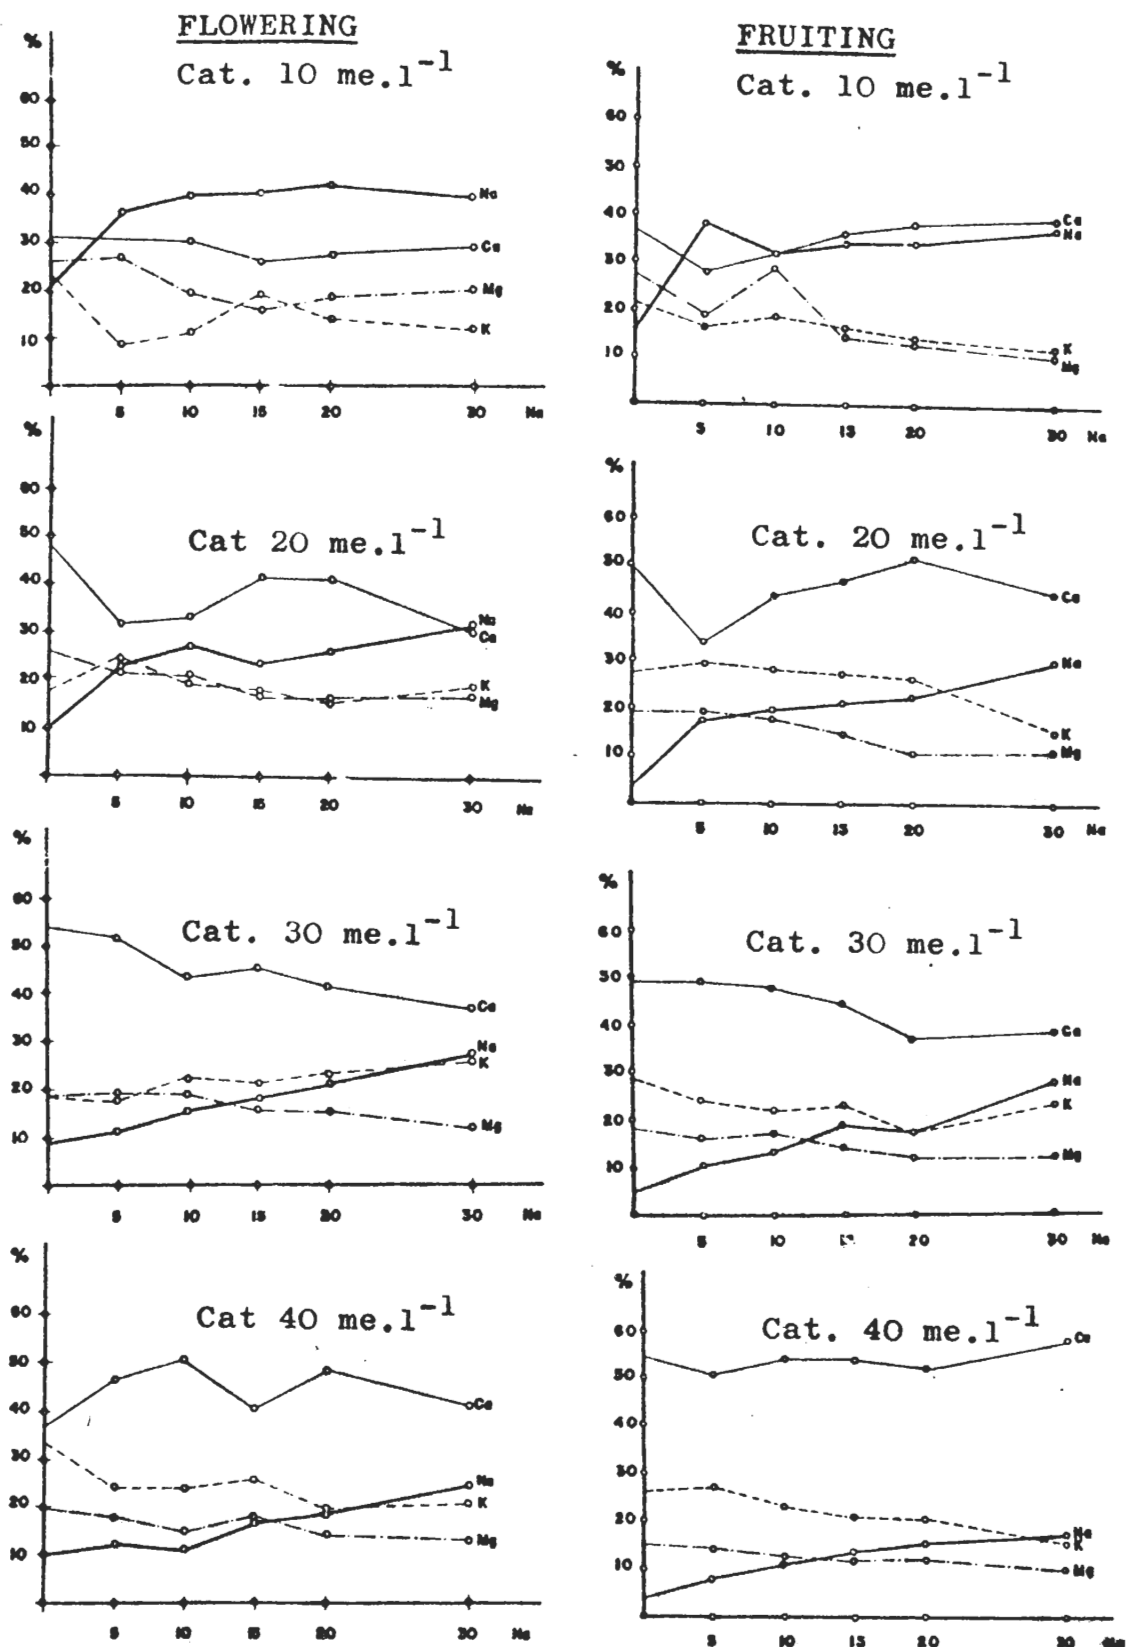 FLOWERING
Cat. 10 me.l⁻¹
%
60
50
40
30
20
10
Na
Ca
Mg
K
5 10 15 20 30 Na
FRUITING
Cat. 10 me.l⁻¹
%
60
50
40
30
20
10
Ca
Na
K
Mg
5 10 15 20 30 Na
Cat 20 me.l⁻¹
%
60
50
40
30
20
10
Na
Ca
K
Mg
5 10 15 20 30 Na
Cat. 20 me.l⁻¹
%
60
50
40
30
20
10
Ca
Na
K
Mg
5 10 15 20 30 Na
Cat. 30 me.l⁻¹
%
60
50
40
30
20
10
Ca
Na
K
Mg
5 10 15 20 30 Na
Cat. 30 me.l⁻¹
%
60
50
40
30
20
10
Ca
Na
K
Mg
5 10 15 20 30 Na
Cat 40 me.l⁻¹
%
60
50
40
30
20
10
Ca
Na
K
Mg
5 10 15 20 30 Na
Cat. 40 me.l⁻¹
%
60
50
40
30
20
10
Ca
Na
K
Mg
5 10 15 20 30 Na